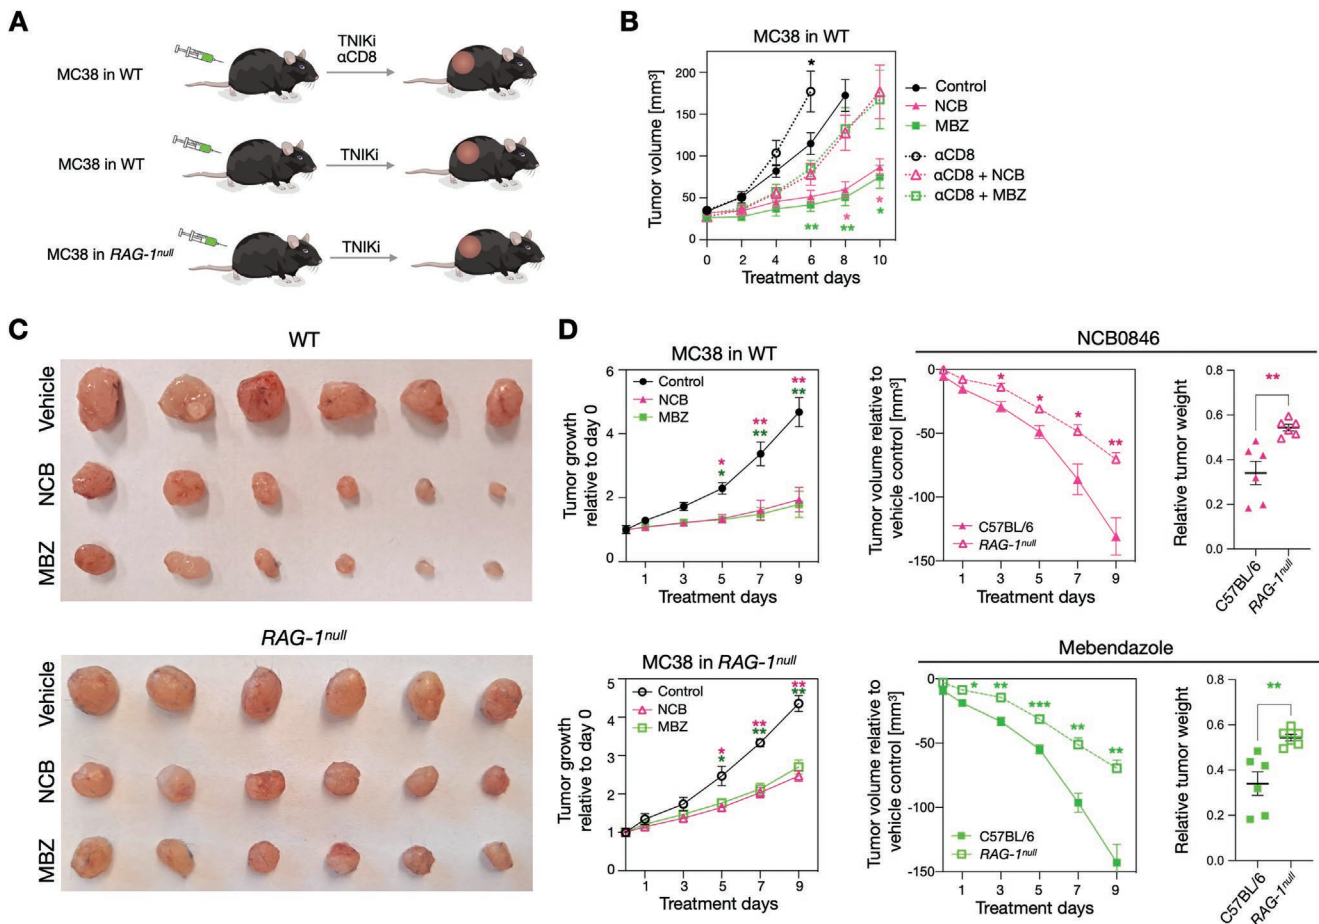 A
MC38 in WT
TNIKi
αCD8
MC38 in WT
TNIKi
MC38 in RAG-1null
TNIKi
B
MC38 in WT
Tumor volume [mm³]
200
150
100
50
0
*
**
*
**
*
*
0 2 4 6 8 10
Treatment days
Control
NCB
MBZ
αCD8
αCD8 + NCB
αCD8 + MBZ
C
WT
Vehicle
NCB
MBZ
RAG-1null
Vehicle
NCB
MBZ
D
MC38 in WT
Tumor growth
relative to day 0
6
4
2
0
Control
NCB
MBZ
*
*
**
**
**
**
1 3 5 7 9
Treatment days
NCB0846
Tumor volume relative to
vehicle control [mm³]
0
-50
-100
-150
* * * **
C57BL/6
RAG-1null
1 3 5 7 9
Treatment days
Relative tumor weight
0.8
0.6
0.4
0.2
0.0
**
C57BL/6
RAG-1null
MC38 in RAG-1null
Tumor growth
relative to day 0
5
4
3
2
1
0
Control
NCB
MBZ
*
*
**
**
**
**
1 3 5 7 9
Treatment days
Mebendazole
Tumor volume relative to
vehicle control [mm³]
0
-50
-100
-150
* ** *** ** **
C57BL/6
RAG-1null
1 3 5 7 9
Treatment days
Relative tumor weight
0.8
0.6
0.4
0.2
0.0
**
C57BL/6
RAG-1null